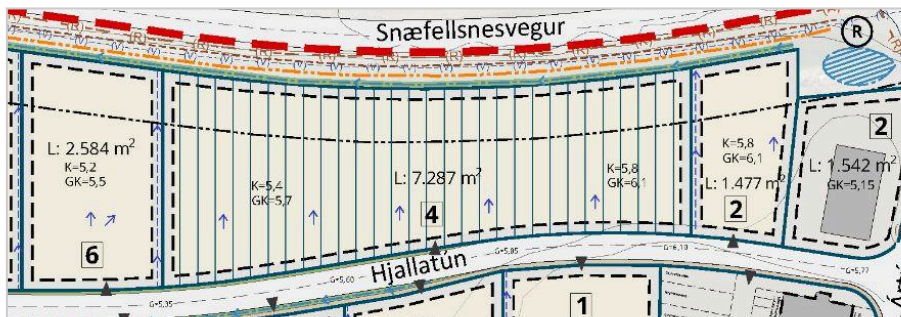 Snæfellsnesvegur
R
L: 2.584 m²
K=5,2
GK=5,5
6
K=5,4
GK=5,7
L: 7.287 m²
4
K=5,8
GK=6,1
K=5,8
GK=6,1
L: 1.477 m²
2
2
L: 1.542 m²
GK=5,15
Hjallatún
G=5,35
G=5,60
G=5,85
G=6,10
G=5,77
1